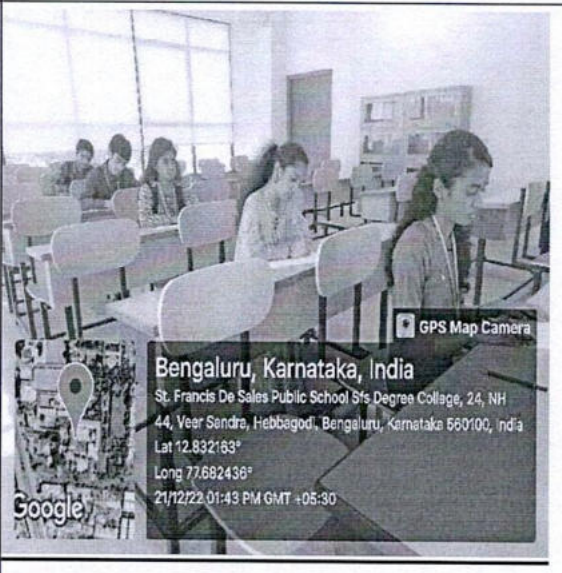 GPS Map Camera
Bengaluru, Karnataka, India
St. Francis De Sales Public School Sfs Degree College, 24, NH
44, Veer Sandra, Hebbagodi, Bengaluru, Karnataka 560100, India
Lat 12.832163°
Long 77.682436°
21/12/22 01:43 PM GMT +05:30
Google